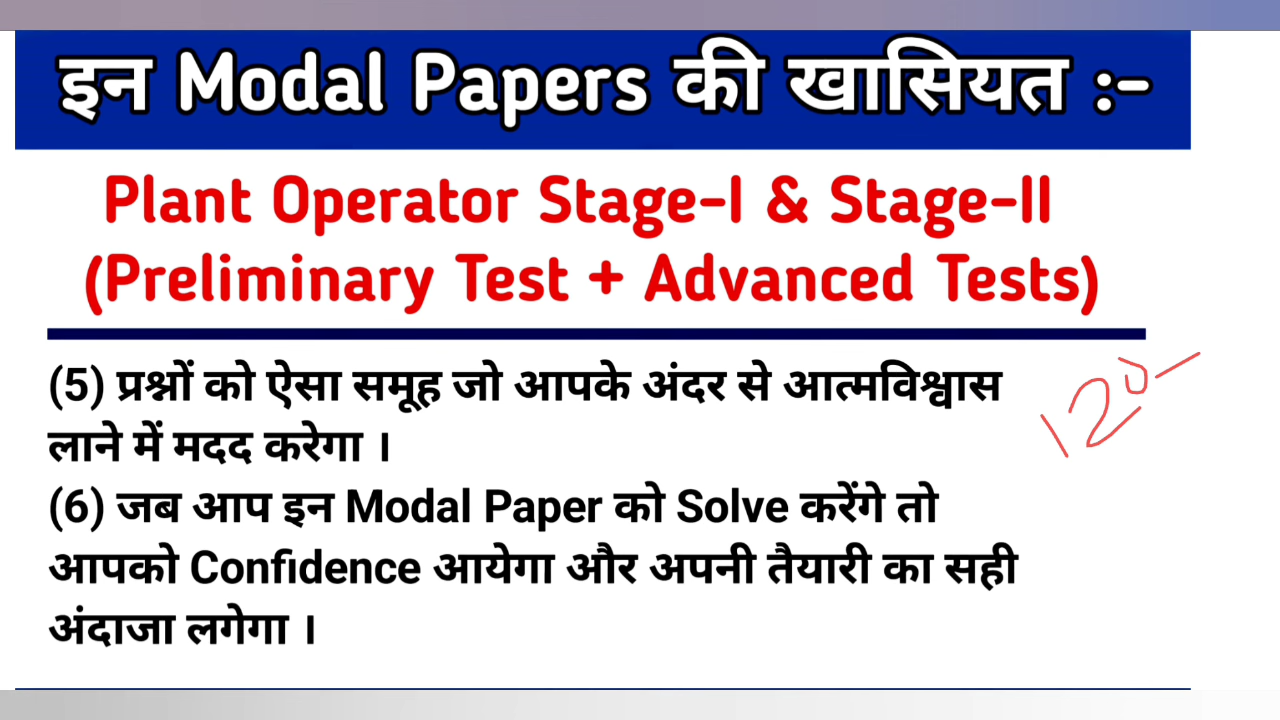 इन Modal Papers की खासियत :-
Plant Operator Stage-I & Stage-II
(Preliminary Test + Advanced Tests)
(5) प्रश्नों को ऐसा समूह जो आपके अंदर से आत्मविश्वास
लाने में मदद करेगा ।
120-
(6) जब आप इन Modal Paper को Solve करेंगे तो
आपको Confidence आयेगा और अपनी तैयारी का सही
अंदाजा लगेगा ।